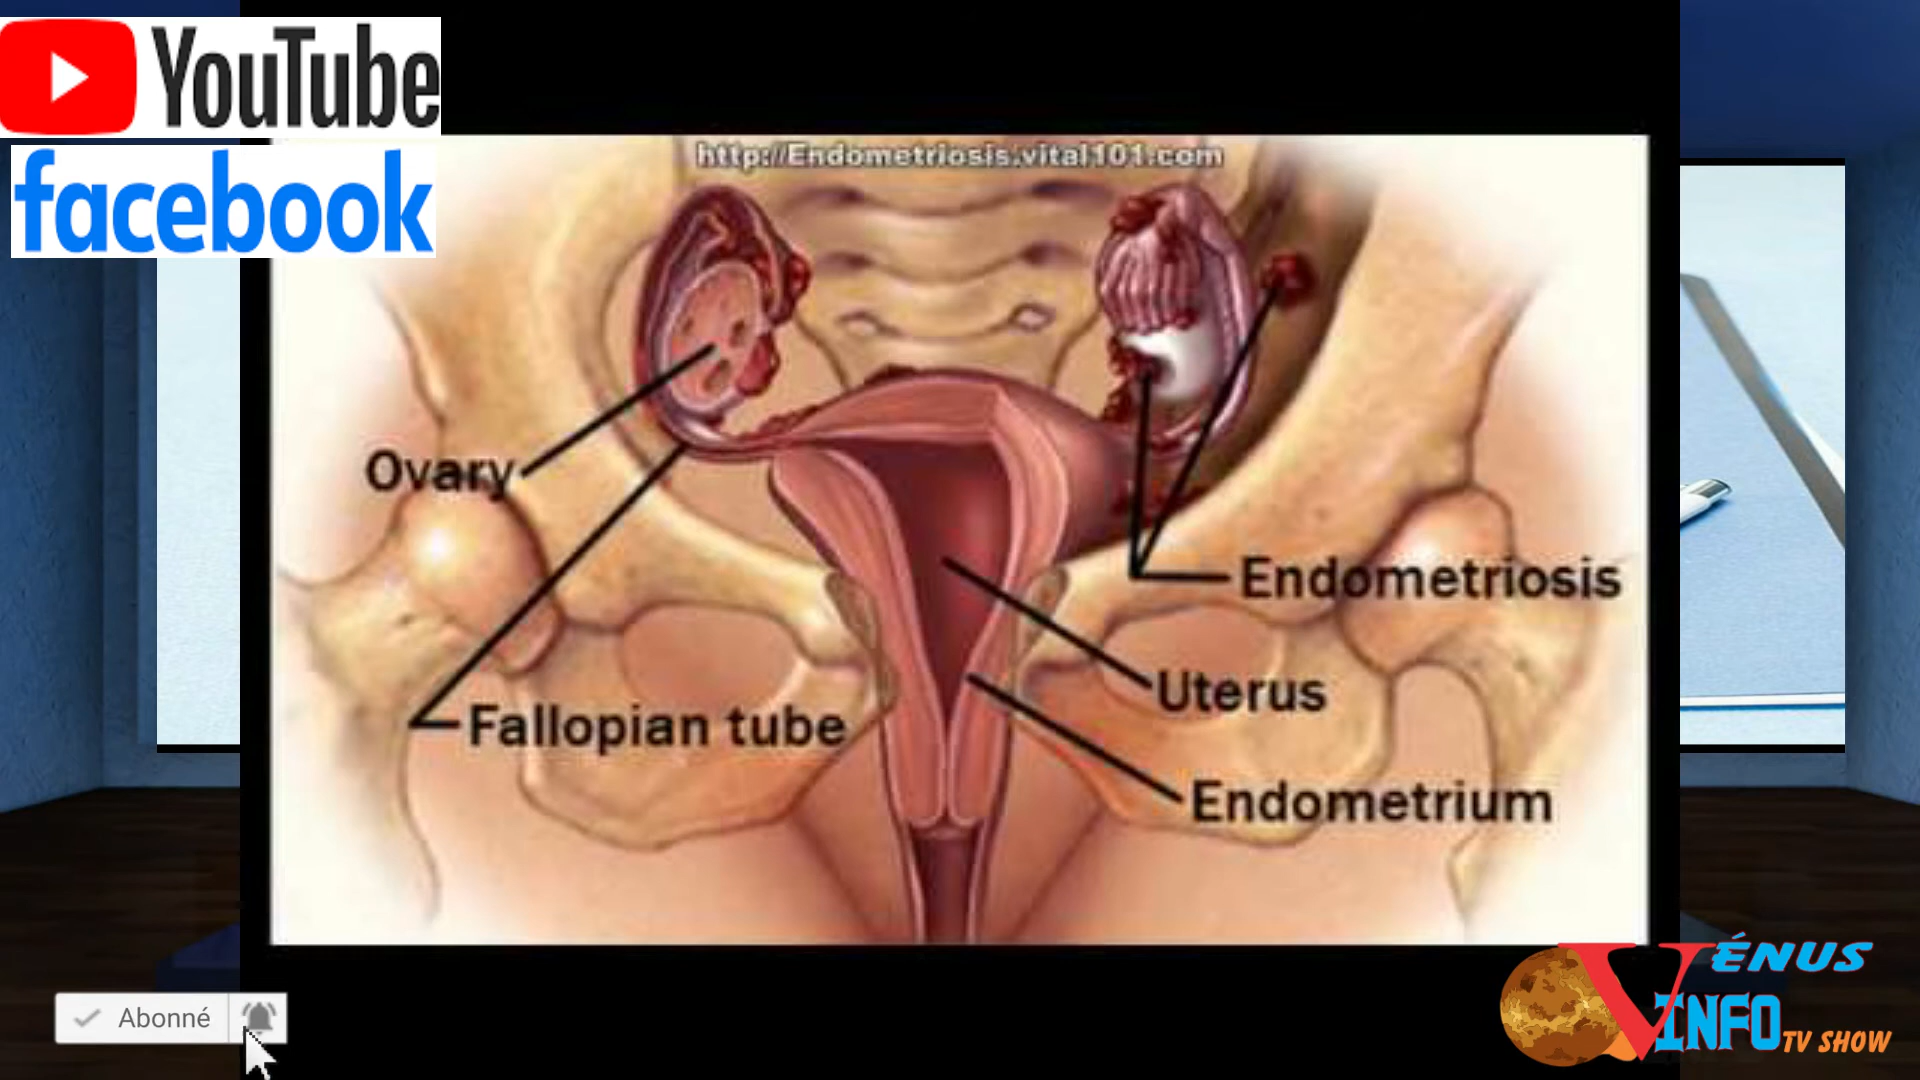 YouTube
facebook
http://Endometriosis.vital101.com
Ovary
Endometriosis
Uterus
Fallopian tube
Endometrium
Abonné
VÉNUS
INFO TV SHOW